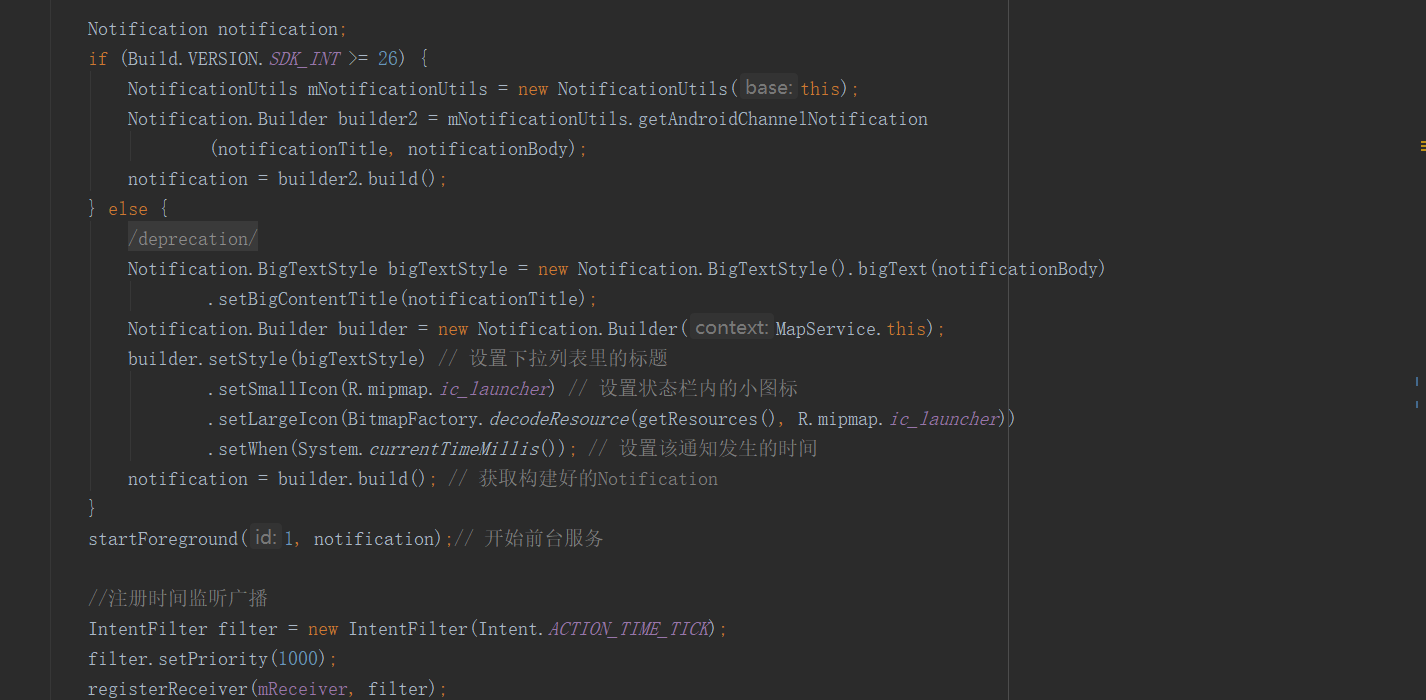 Notification notification;
if (Build.VERSION.SDK_INT >= 26) {
NotificationUtils mNotificationUtils = new NotificationUtils( base: this);
Notification.Builder builder2 = mNotificationUtils.getAndroidChannelNotification
(notificationTitle, notificationBody);
notification = builder2.build();
} else {
/deprecation/
Notification.BigTextStyle bigTextStyle = new Notification.BigTextStyle().bigText(notificationBody)
.setBigContentTitle(notificationTitle);
Notification.Builder builder = new Notification.Builder( context: MapService.this);
builder.setStyle(bigTextStyle) // 设置下拉列表里的标题
.setSmallIcon(R.mipmap.ic_launcher) // 设置状态栏内的小图标
.setLargeIcon(BitmapFactory.decodeResource(getResources(), R.mipmap.ic_launcher))
.setWhen(System.currentTimeMillis()); // 设置该通知发生的时间
notification = builder.build(); // 获取构建好的Notification
}
startForeground( id: 1, notification);// 开始前台服务
//注册时间监听广播
IntentFilter filter = new IntentFilter(Intent.ACTION_TIME_TICK);
filter.setPriority(1000);
registerReceiver(mReceiver, filter);